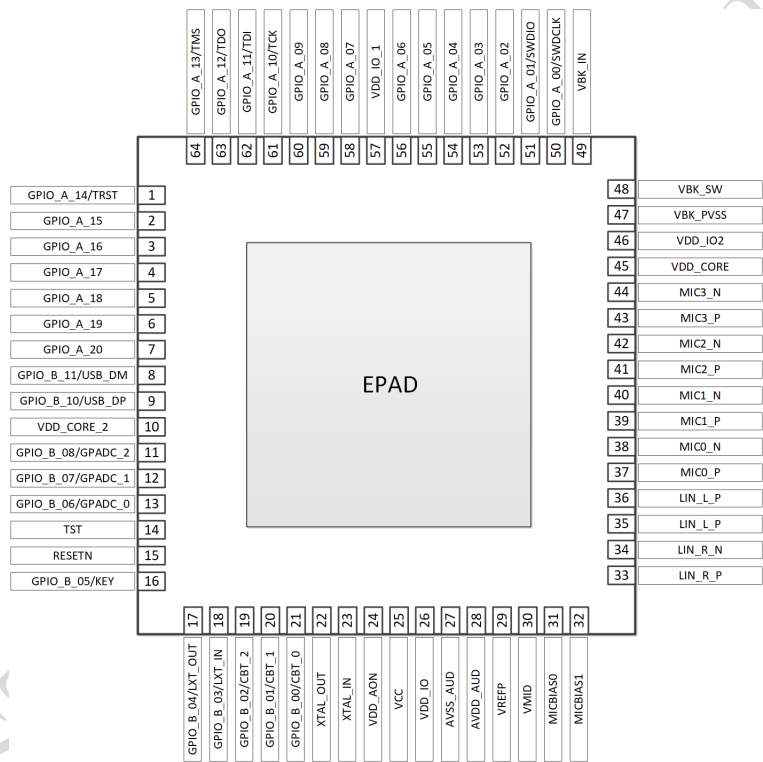 GPIO_A_13/TMS
GPIO_A_12/TDO
GPIO_A_11/TDI
GPIO_A_10/TCK
GPIO_A_09
GPIO_A_08
GPIO_A_07
VDD_IO_1
GPIO_A_06
GPIO_A_05
GPIO_A_04
GPIO_A_03
GPIO_A_02
GPIO_A_01/SWDIO
GPIO_A_00/SWDCLK
VBK_IN
64
63
62
61
60
59
58
57
56
55
54
53
52
51
50
49
GPIO_A_14/TRST 1
GPIO_A_15 2
GPIO_A_16 3
GPIO_A_17 4
GPIO_A_18 5
GPIO_A_19 6
GPIO_A_20 7
GPIO_B_11/USB_DM 8
GPIO_B_10/USB_DP 9
VDD_CORE_2 10
GPIO_B_08/GPADC_2 11
GPIO_B_07/GPADC_1 12
GPIO_B_06/GPADC_0 13
TST 14
RESETN 15
GPIO_B_05/KEY 16
EPAD
48 VBK_SW
47 VBK_PVSS
46 VDD_IO2
45 VDD_CORE
44 MIC3_N
43 MIC3_P
42 MIC2_N
41 MIC2_P
40 MIC1_N
39 MIC1_P
38 MIC0_N
37 MIC0_P
36 LIN_L_P
35 LIN_L_P
34 LIN_R_N
33 LIN_R_P
17
18
19
20
21
22
23
24
25
26
27
28
29
30
31
32
GPIO_B_04/LXT_OUT
GPIO_B_03/LXT_IN
GPIO_B_02/CBT_2
GPIO_B_01/CBT_1
GPIO_B_00/CBT_0
XTAL_OUT
XTAL_IN
VDD_AON
VCC
VDD_IO
AVSS_AUD
AVDD_AUD
VREFP
VMID
MICBIAS0
MICBIAS1